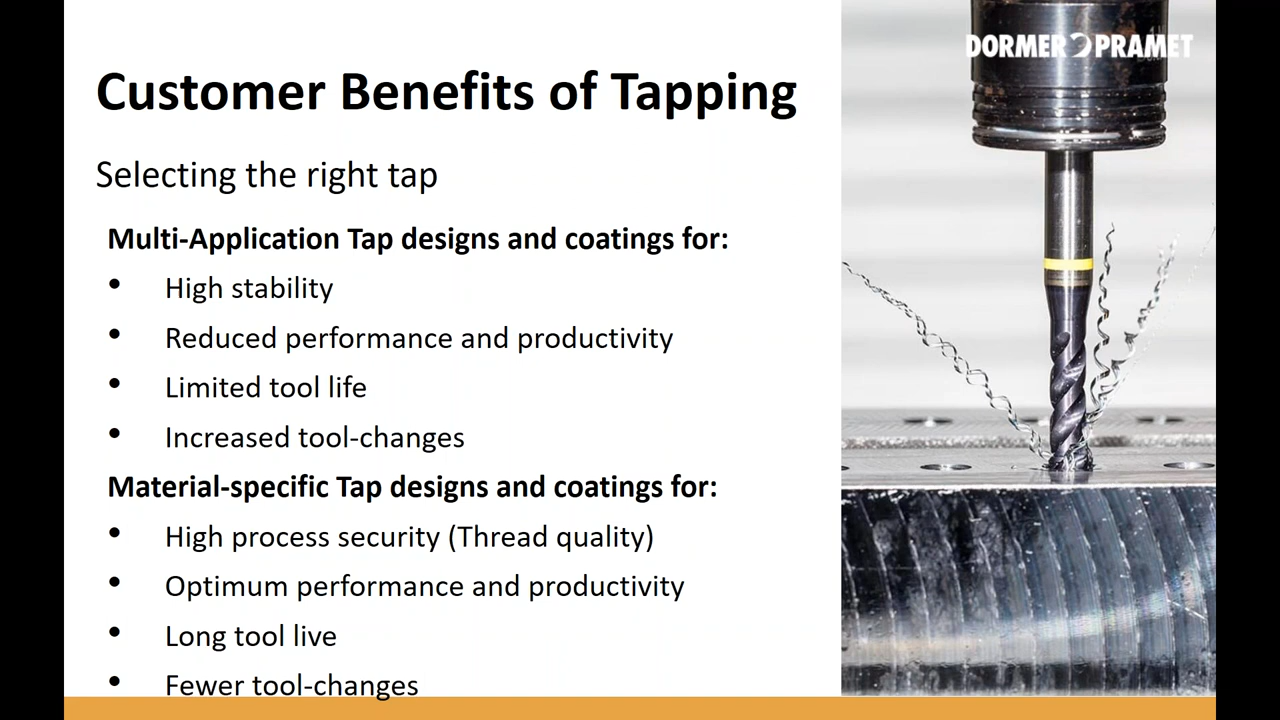 DORMER PRAMET
Customer Benefits of Tapping
Selecting the right tap
Multi-Application Tap designs and coatings for:
• High stability
• Reduced performance and productivity
• Limited tool life
• Increased tool-changes
Material-specific Tap designs and coatings for:
• High process security (Thread quality)
• Optimum performance and productivity
• Long tool live
• Fewer tool-changes